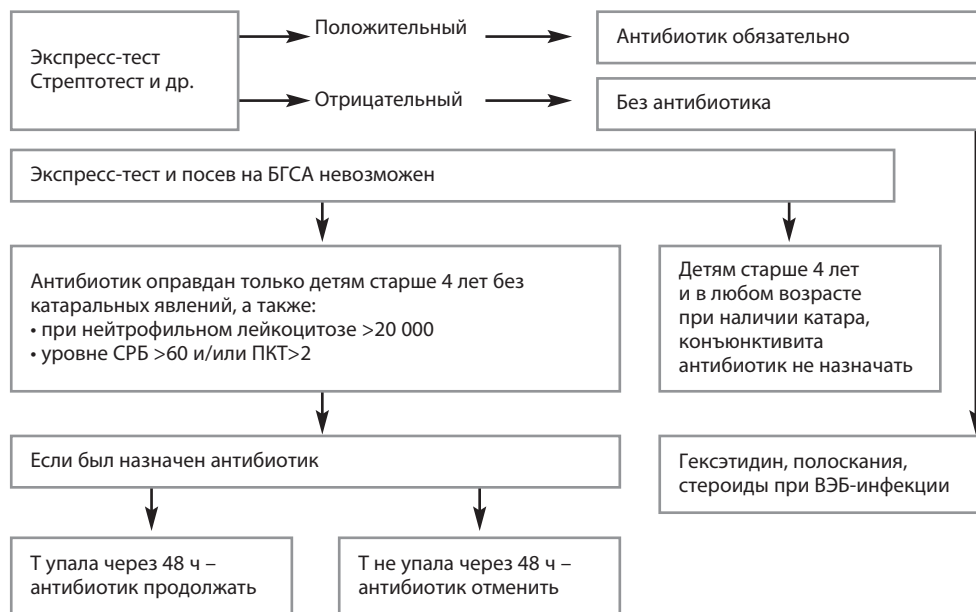 Экспресс-тест
Стрептотест и др.
Положительный
Антибиотик обязательно
Отрицательный
Без антибиотика
Экспресс-тест и посев на БГСА невозможен
Антибиотик оправдан только детям старше 4 лет без
катаральных явлений, а также:
• при нейтрофильном лейкоцитозе >20 000
• уровне СРБ >60 и/или ПКТ>2
Детям старше 4 лет
и в любом возрасте
при наличии катара,
конъюнктивита
антибиотик не назначать
Если был назначен антибиотик
Гексэтидин, полоскания,
стероиды при ВЭБ-инфекции
Т упала через 48 ч –
антибиотик продолжать
Т не упала через 48 ч –
антибиотик отменить